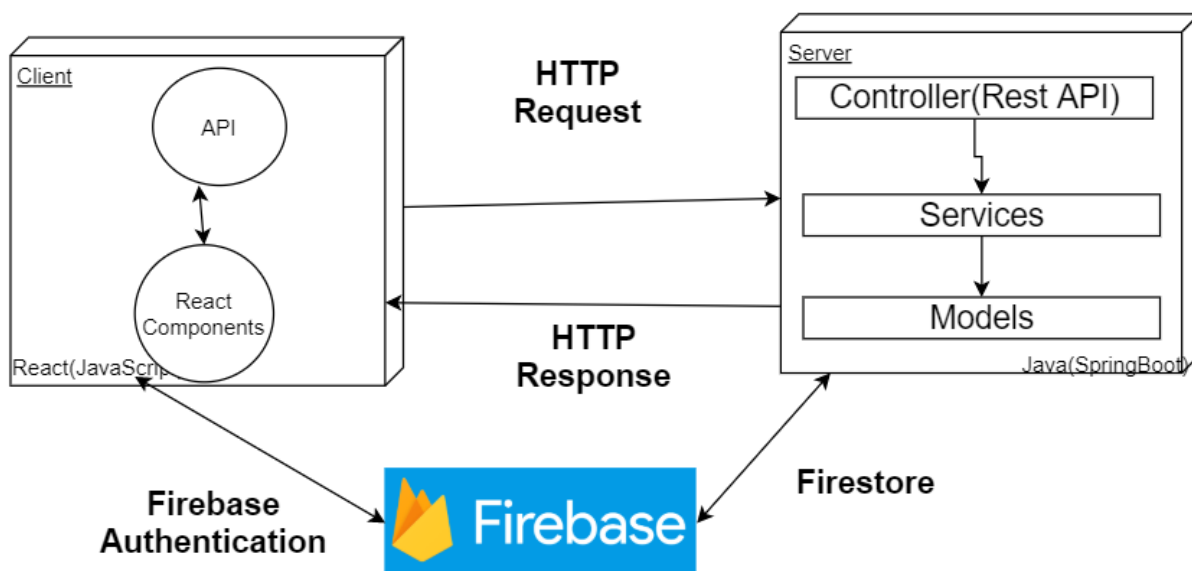 Client
API
React
Components
React(JavaScrip
HTTP
Request
HTTP
Response
Server
Controller(Rest API)
Services
Models
Java(SpringBoot)
Firebase
Authentication
Firebase
Firestore